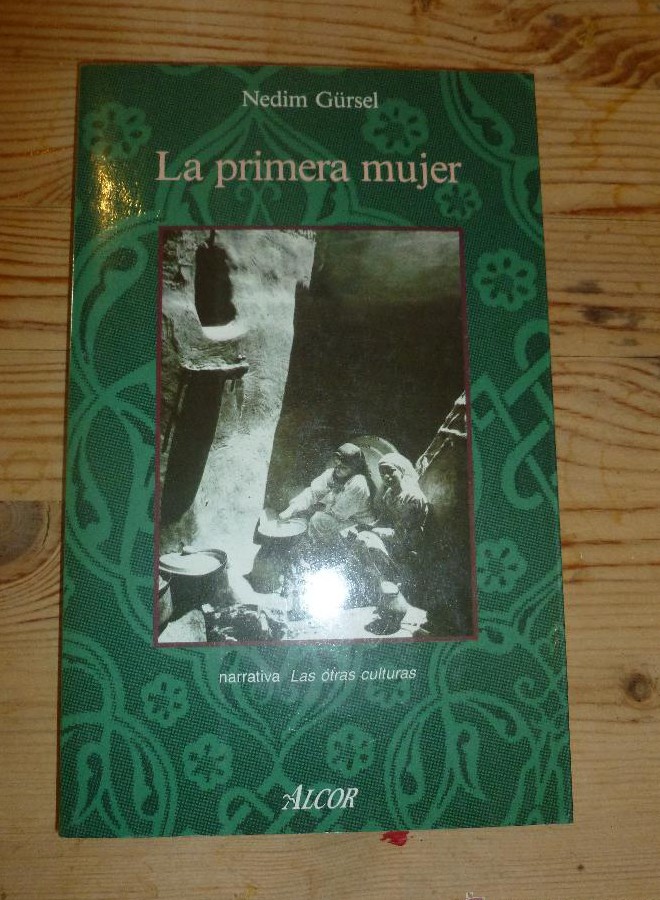 Nedim Gürsel
La primera mujer
narrativa Las otras culturas
ALCOR